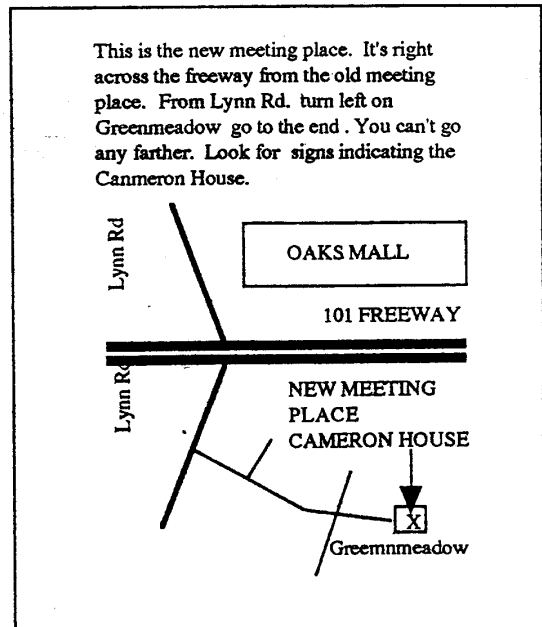 This is the new meeting place. It's right
across the freeway from the old meeting
place. From Lynn Rd. turn left on
Greenmeadow go to the end . You can't go
any farther. Look for signs indicating the
Canmeron House.
Lynn Rd
OAKS MALL
101 FREEWAY
Lynn Rd
NEW MEETING
PLACE
CAMERON HOUSE
X
Greemnmeadow